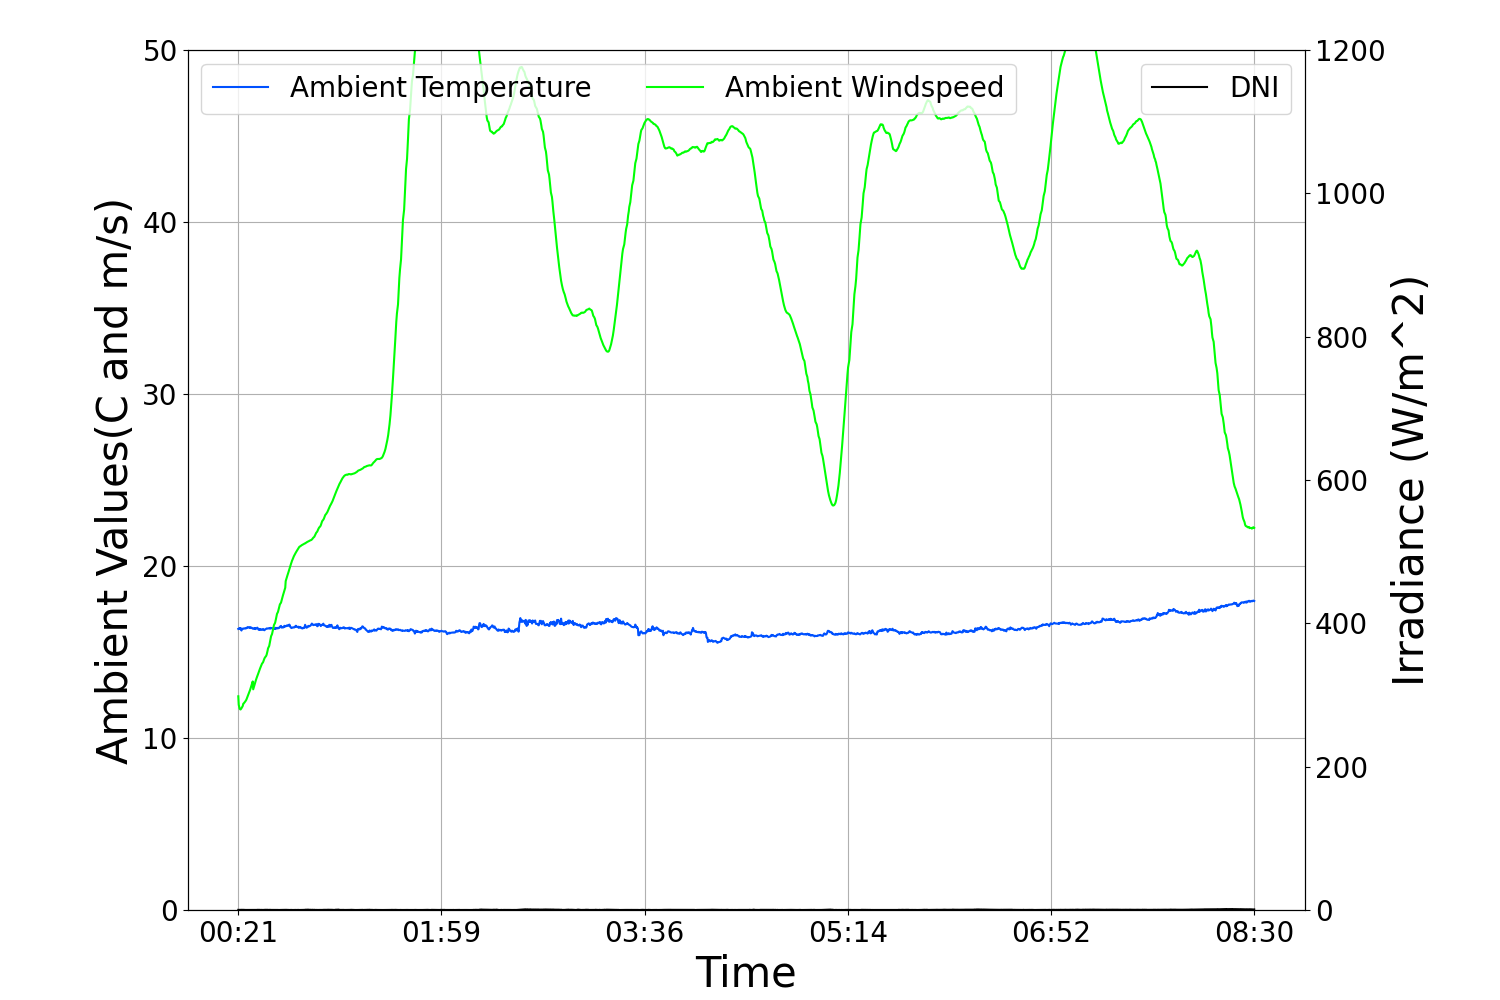 Ambient Temperature
Ambient Windspeed
DNI
50
40
30
20
10
0
Ambient Values(C and m/s)
1200
1000
800
600
400
200
0
Irradiance (W/m^2)
00:21 01:59 03:36 05:14 06:52 08:30
Time